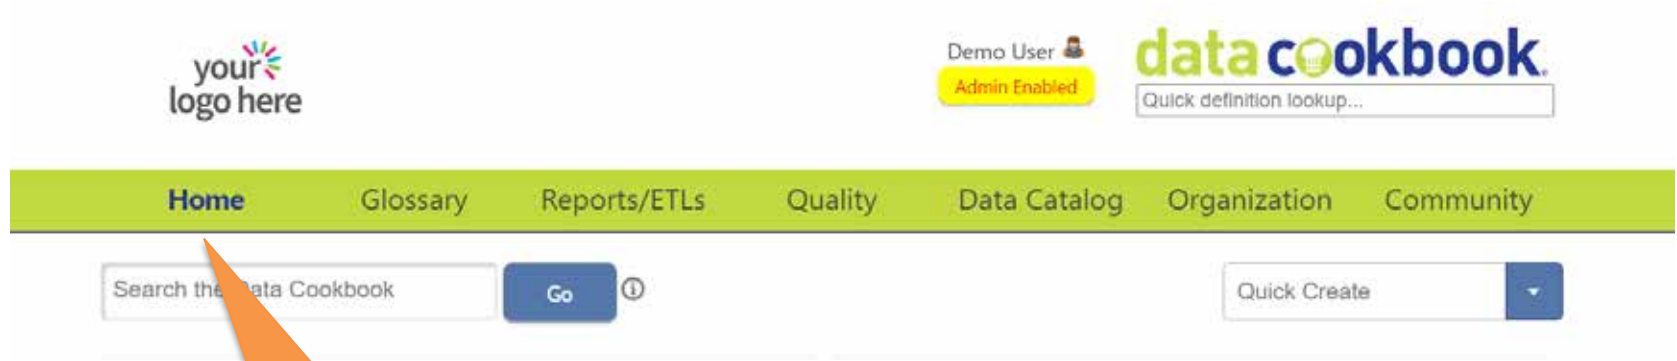 your
logo here
Demo User
Admin Enabled
data cookbook
Quick definition lookup...
Home Glossary Reports/ETLs Quality Data Catalog Organization Community
Search the Data Cookbook Go Quick Create